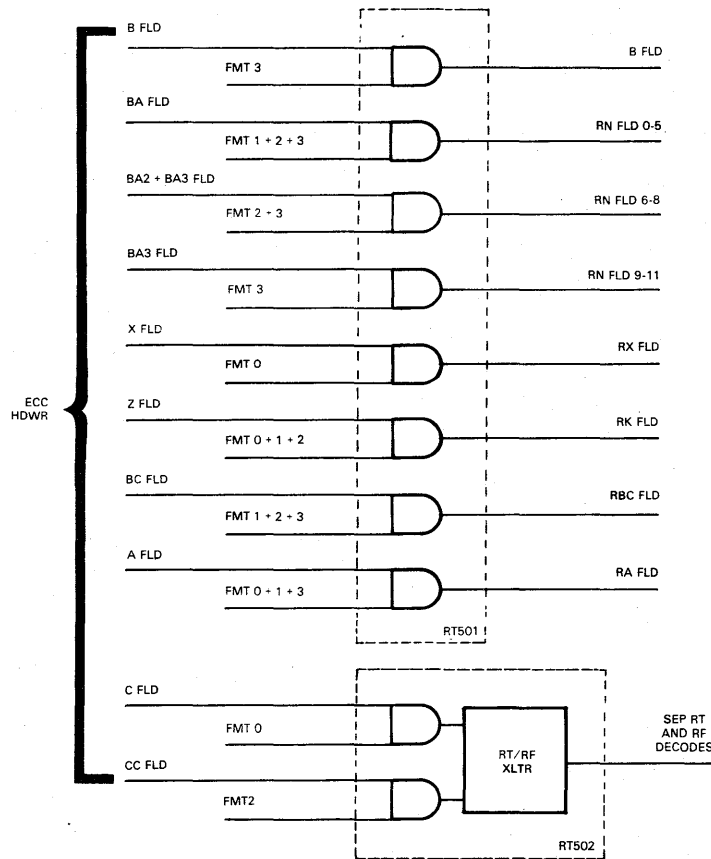 B FLD
B FLD
FMT 3
BA FLD
RN FLD 0-5
FMT 1 + 2 + 3
BA2 + BA3 FLD
RN FLD 6-8
FMT 2 + 3
BA3 FLD
RN FLD 9-11
FMT 3
X FLD
RX FLD
FMT 0
ECC
HDWR
Z FLD
RK FLD
FMT 0 + 1 + 2
BC FLD
RBC FLD
FMT 1 + 2 + 3
A FLD
RA FLD
FMT 0 + 1 + 3
RT501
C FLD
FMT 0
RT/RF
XLTR
SEP RT
AND RF
DECODES
CC FLD
FMT2
RT502